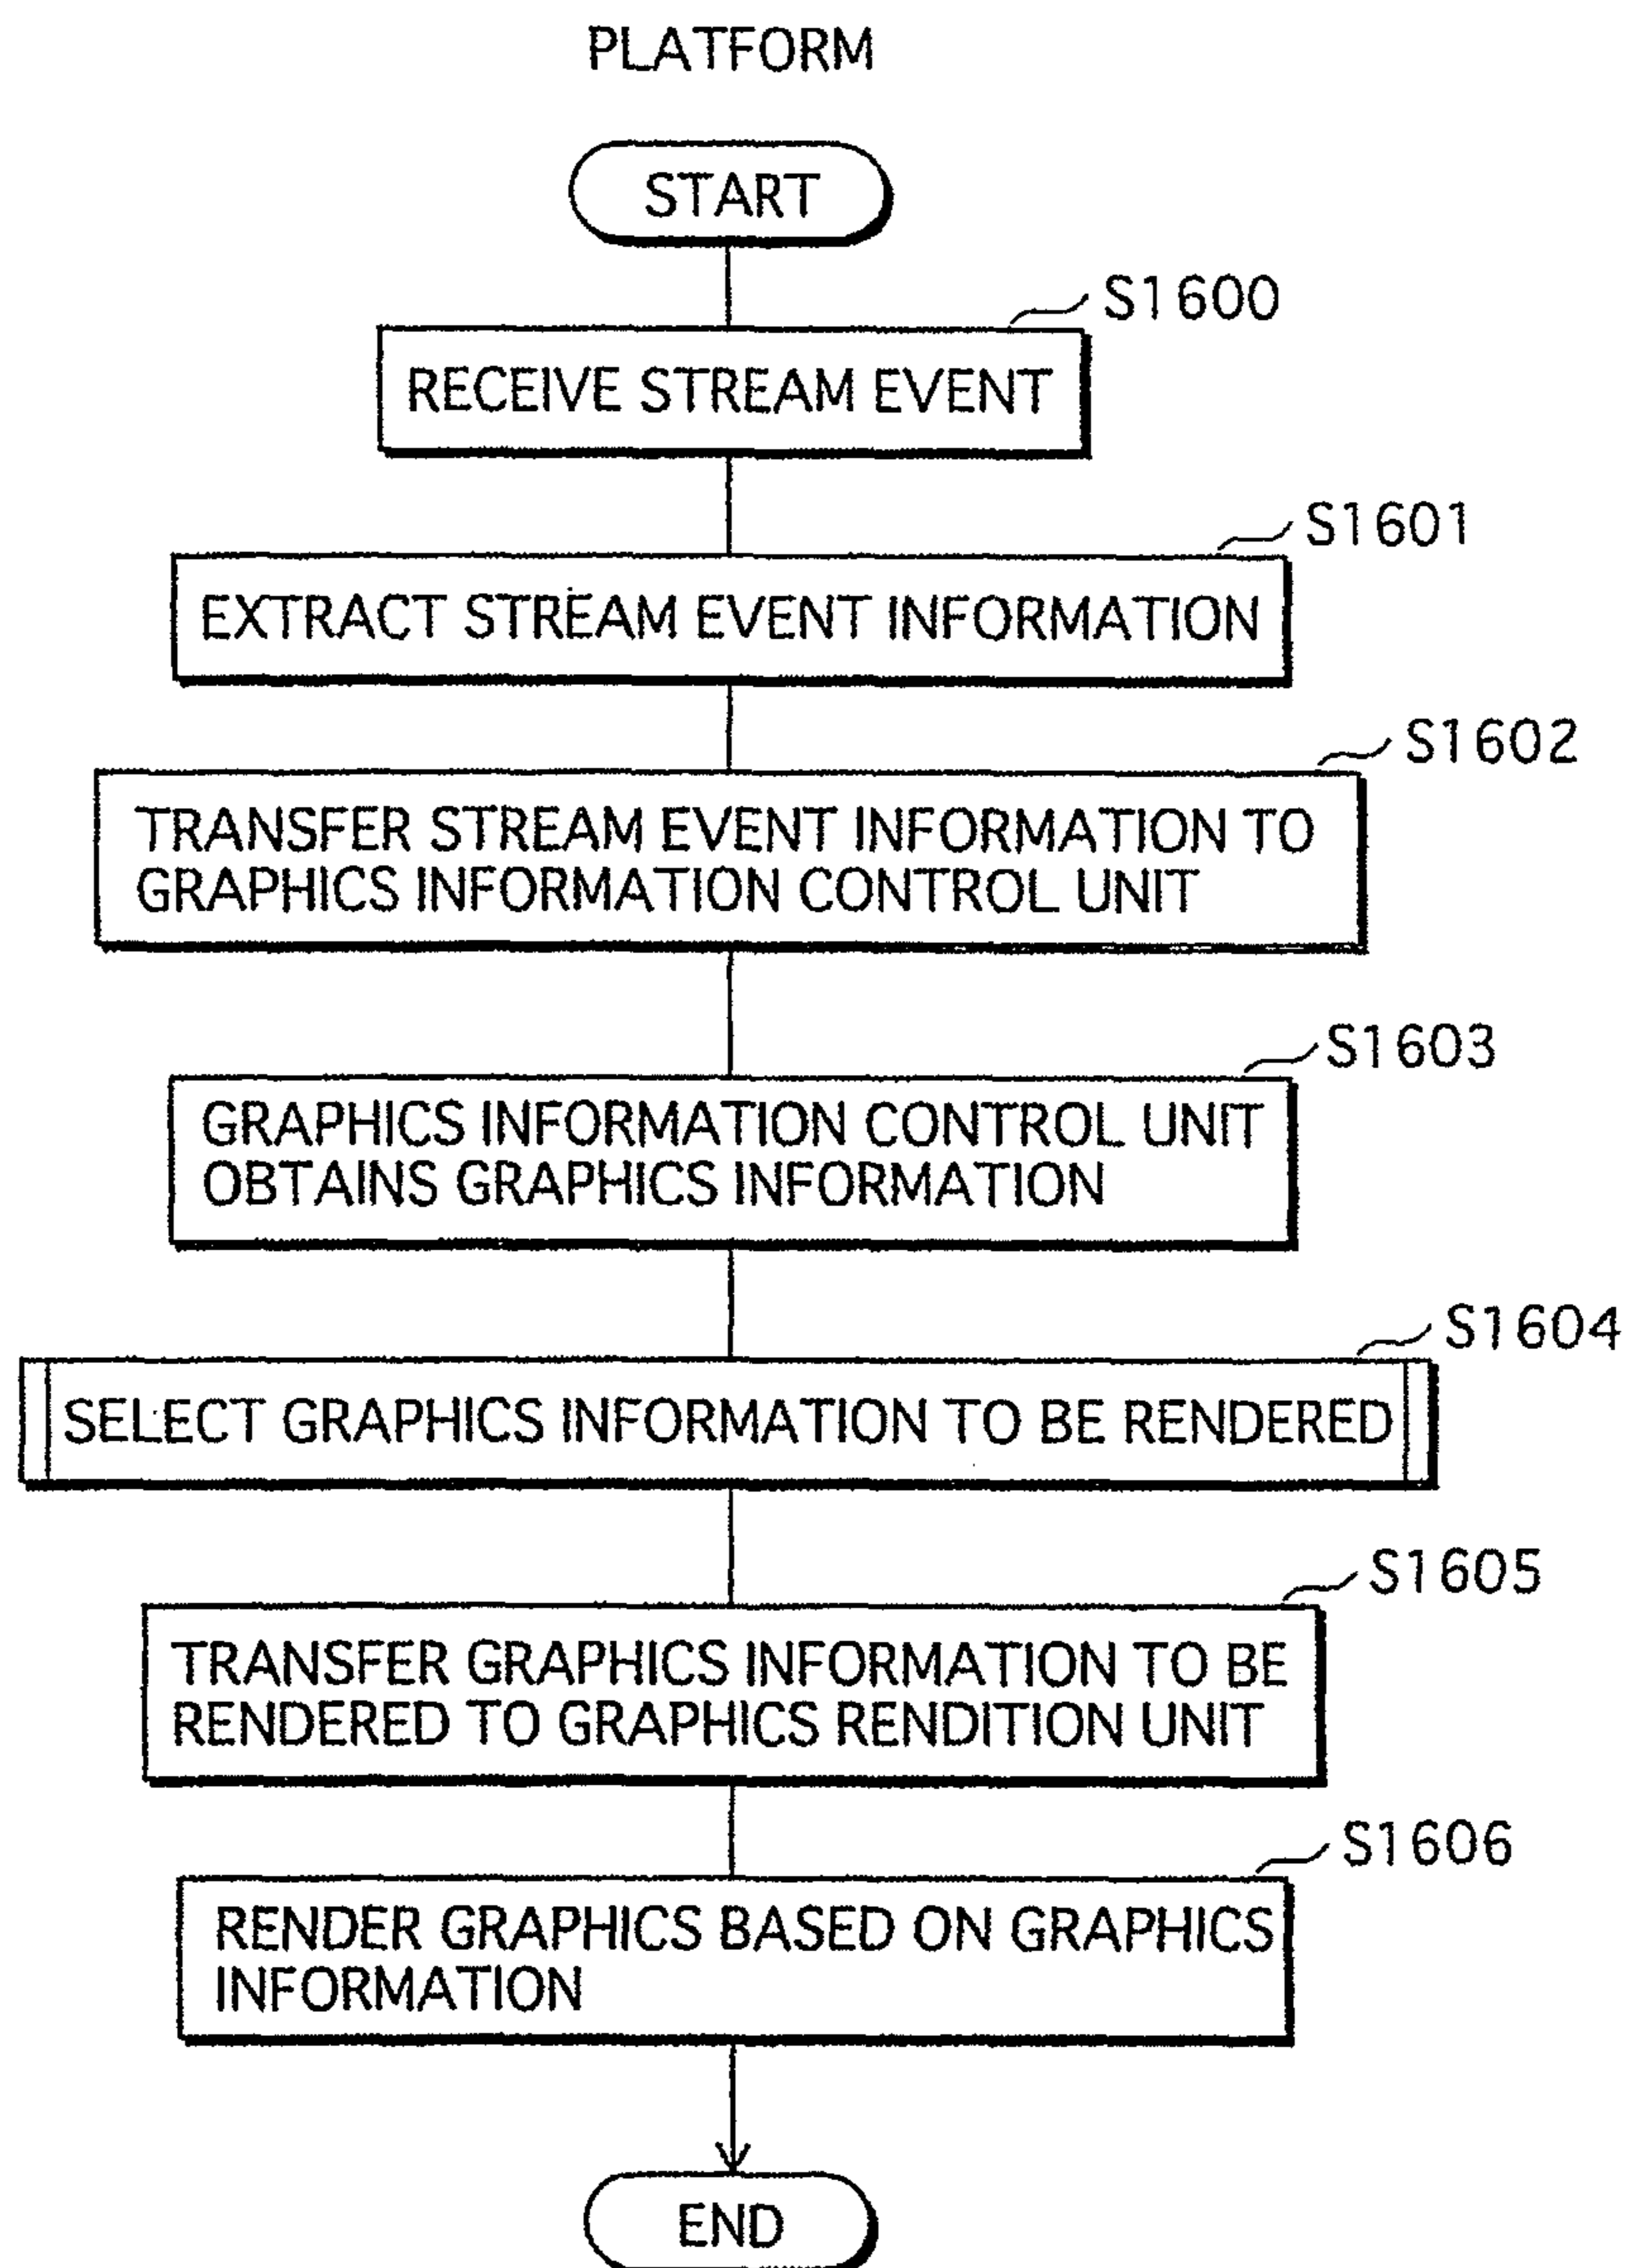 PLATFORM
START
S1600
RECEIVE STREAM EVENT
S1601
EXTRACT STREAM EVENT INFORMATION
S1602
TRANSFER STREAM EVENT INFORMATION TO
GRAPHICS INFORMATION CONTROL UNIT
S1603
GRAPHICS INFORMATION CONTROL UNIT
OBTAINS GRAPHICS INFORMATION
S1604
SELECT GRAPHICS INFORMATION TO BE RENDERED
S1605
TRANSFER GRAPHICS INFORMATION TO BE
RENDERED TO GRAPHICS RENDITION UNIT
S1606
RENDER GRAPHICS BASED ON GRAPHICS
INFORMATION
END